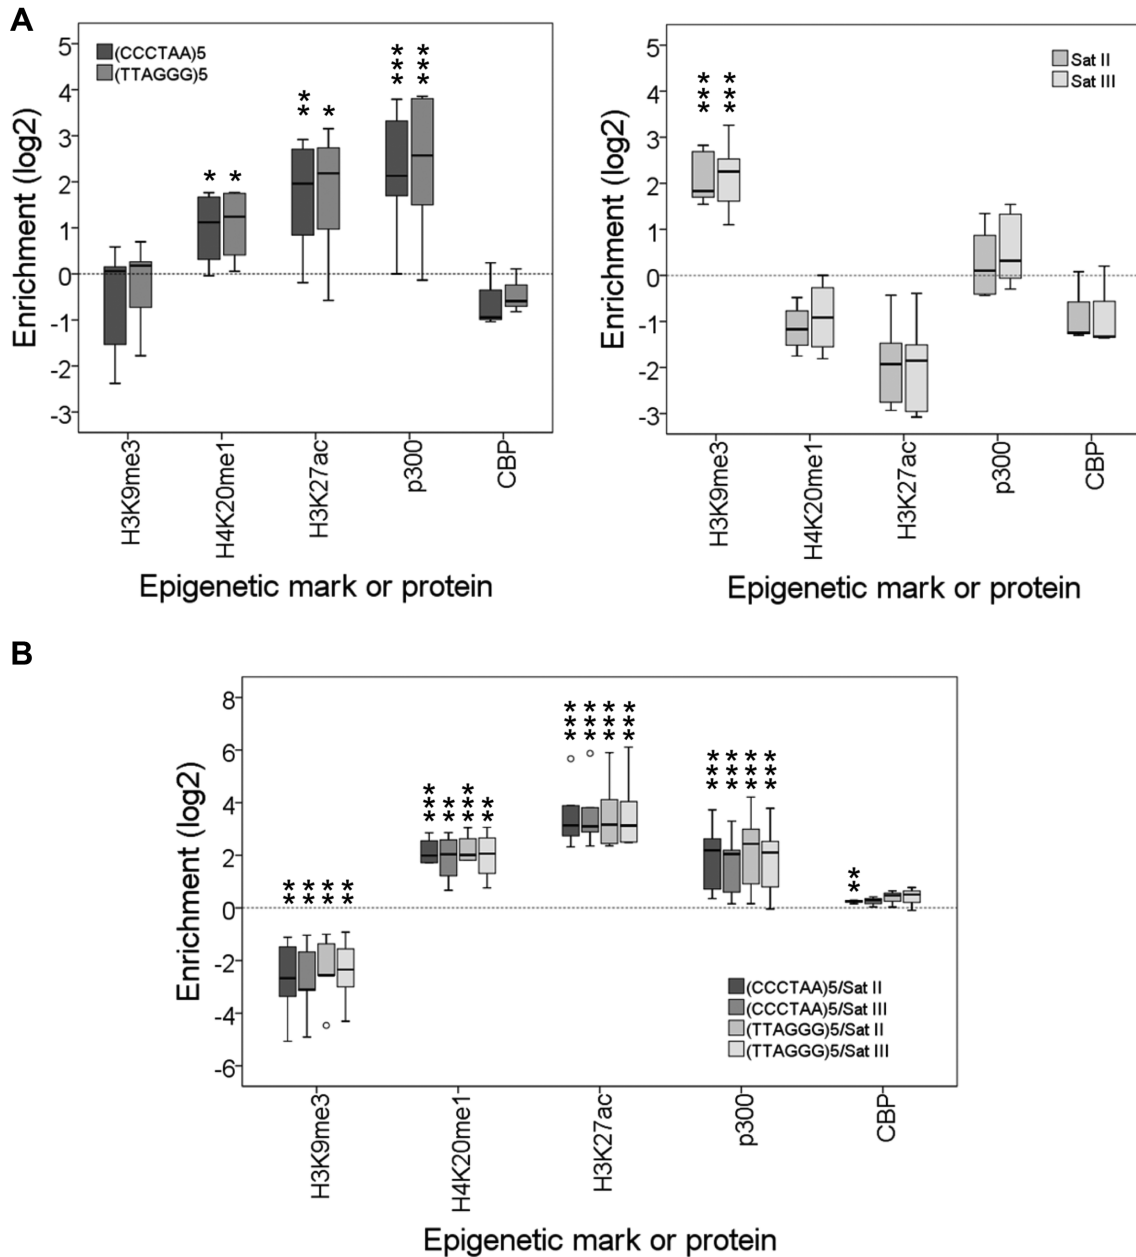 A
(CCCTAA)5
(TTAGGG)5
5
4
3
2
1
0
-1
-2
-3
Enrichment (log2)
* * ** * *** ***
H3K9me3
H4K20me1
H3K27ac
p300
CBP
Epigenetic mark or protein
Sat II
Sat III
5
4
3
2
1
0
-1
-2
-3
Enrichment (log2)
*** ***
H3K9me3
H4K20me1
H3K27ac
p300
CBP
Epigenetic mark or protein
B
8
6
4
2
0
-2
-4
-6
Enrichment (log2)
** ** ** **
*** ** *** **
*** *** *** ***
*** *** *** ***
**
(CCCTAA)5/Sat II
(CCCTAA)5/Sat III
(TTAGGG)5/Sat II
(TTAGGG)5/Sat III
H3K9me3
H4K20me1
H3K27ac
p300
CBP
Epigenetic mark or protein